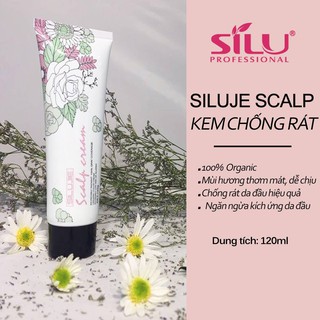 SILU
PROFESSIONAL
SILUJE SCALP
KEM CHỐNG RÁT
•100% Organic
•Mùi hương thơm mát, dễ chịu
•Chống rát da đầu hiệu quả
• Ngăn ngừa kích ứng da đầu
Dung tích: 120ml
Scalp cream